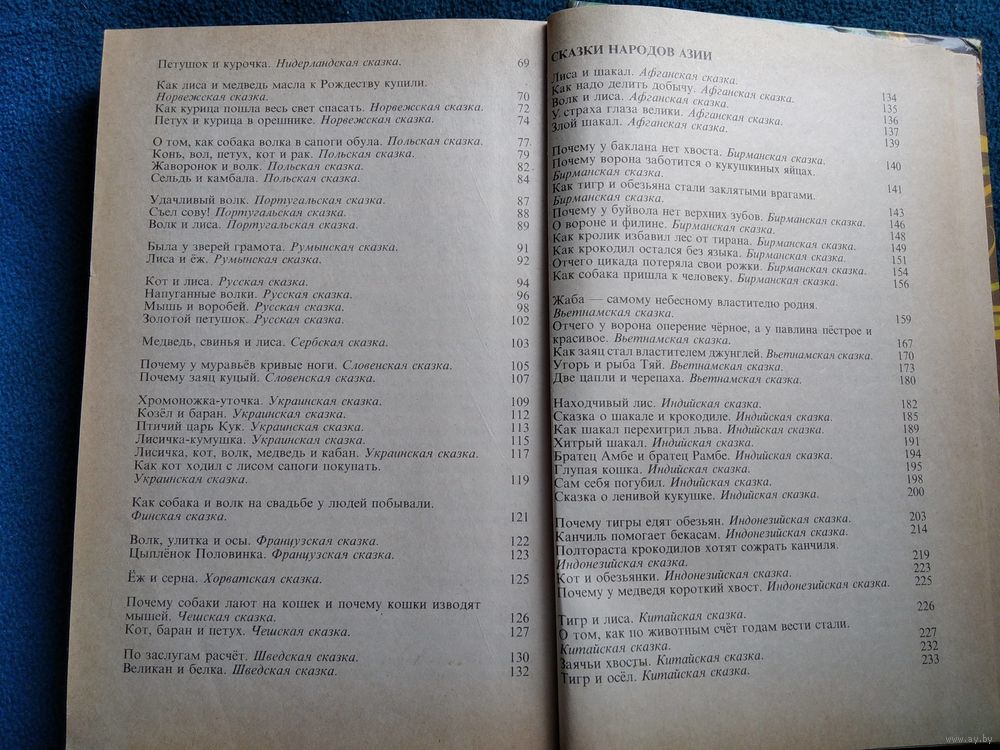 Петушок и курочка. Нидерландская сказка. 69
Как лиса и медведь масла к Рождеству купили.
Норвежская сказка. 70
Как курица пошла весь свет спасать. Норвежская сказка. 72
Петух и курица в орешнике. Норвежская сказка. 74
О том, как собака волка в сапоги обула. Польская сказка. 77
Конь, вол, петух, кот и рак. Польская сказка. 79
Жаворонок и волк. Польская сказка. 82
Сельдь и камбала. Польская сказка. 84
Удачливый волк. Португальская сказка. 87
Съел сову! Португальская сказка. 88
Волк и лиса. Португальская сказка. 89
Была у зверей грамота. Румынская сказка. 91
Лиса и ёж. Румынская сказка. 92
Кот и лиса. Русская сказка. 94
Напуганные волки. Русская сказка. 96
Мышь и воробей. Русская сказка. 98
Золотой петушок. Русская сказка. 102
Медведь, свинья и лиса. Сербская сказка. 103
Почему у муравьёв кривые ноги. Словенская сказка. 105
Почему заяц куцый. Словенская сказка. 107
Хромоножка-уточка. Украинская сказка. 109
Козёл и баран. Украинская сказка. 112
Птичий царь Кук. Украинская сказка. 113
Лисичка-кумушка. Украинская сказка. 115
Лисичка, кот, волк, медведь и кабан. Украинская сказка. 117
Как кот ходил с лисом сапоги покупать.
Украинская сказка. 119
Как собака и волк на свадьбе у людей побывали.
Финская сказка. 121
Волк, улитка и осы. Французская сказка. 122
Цыплёнок Половинка. Французская сказка. 123
Ёж и серна. Хорватская сказка. 125
Почему собаки лают на кошек и почему кошки изводят
мышей. Чешская сказка. 126
Кот, баран и петух. Чешская сказка. 127
По заслугам расчёт. Шведская сказка. 130
Великан и белка. Шведская сказка. 132
СКАЗКИ НАРОДОВ АЗИИ
Лиса и шакал. Афганская сказка. 134
Как надо делить добычу. Афганская сказка. 135
Волк и лиса. Афганская сказка. 136
У страха глаза велики. Афганская сказка. 137
Злой шакал. Афганская сказка. 139
Почему у баклана нет хвоста. Бирманская сказка. 140
Почему ворона заботится о кукушкиных яйцах.
Бирманская сказка. 141
Как тигр и обезьяна стали заклятыми врагами.
Бирманская сказка. 143
Почему у буйвола нет верхних зубов. Бирманская сказка. 146
О вороне и филине. Бирманская сказка. 148
Как кролик избавил лес от тирана. Бирманская сказка. 149
Как крокодил остался без языка. Бирманская сказка. 151
Отчего цикада потеряла свои рожки. Бирманская сказка. 154
Как собака пришла к человеку. Бирманская сказка. 156
Жаба — самому небесному властителю родня.
Вьетнамская сказка. 159
Отчего у ворона оперение чёрное, а у павлина пёстрое и
красивое. Вьетнамская сказка. 167
Как заяц стал властителем джунглей. Вьетнамская сказка. 170
Угорь и рыба Тяй. Вьетнамская сказка. 173
Две цапли и черепаха. Вьетнамская сказка. 180
Находчивый лис. Индийская сказка. 182
Сказка о шакале и крокодиле. Индийская сказка. 185
Как шакал перехитрил льва. Индийская сказка. 189
Хитрый шакал. Индийская сказка. 191
Братец Амбе и братец Рамбе. Индийская сказка. 194
Глупая кошка. Индийская сказка. 195
Сам себя погубил. Индийская сказка. 198
Сказка о ленивой кукушке. Индийская сказка. 200
Почему тигры едят обезьян. Индонезийская сказка. 203
Канчиль помогает бекасам. Индонезийская сказка. 214
Полтораста крокодилов хотят сожрать канчиля.
Индонезийская сказка. 219
Кот и обезьянки. Индонезийская сказка. 223
Почему у медведя короткий хвост. Индонезийская сказка. 225
Тигр и лиса. Китайская сказка. 226
О том, как по животным счёт годам вести стали.
Китайская сказка. 227
Заячьи хвосты. Китайская сказка. 232
Тигр и осёл. Китайская сказка. 233
www.ay.by